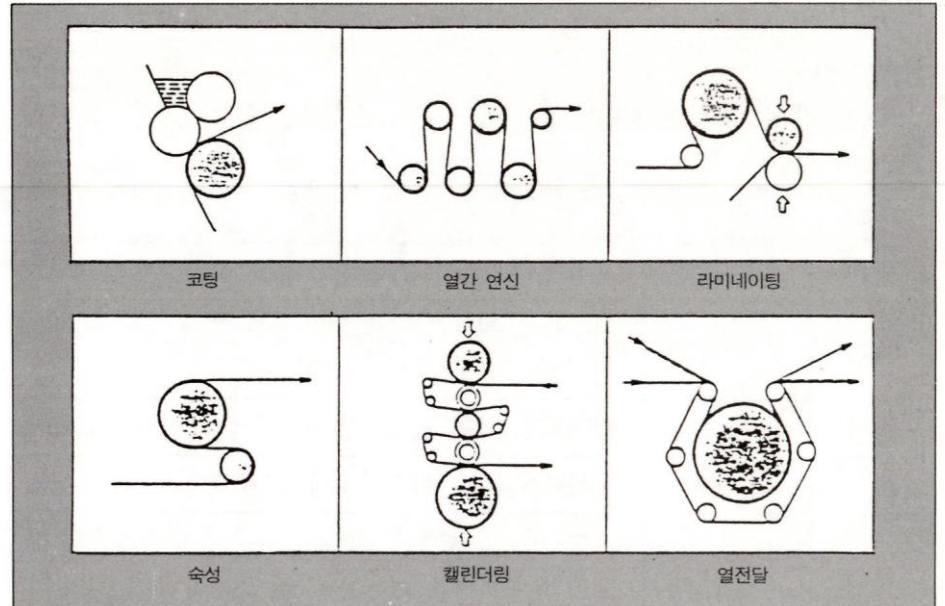 코팅
열간 연신
라미네이팅
숙성
캘린더링
열전달